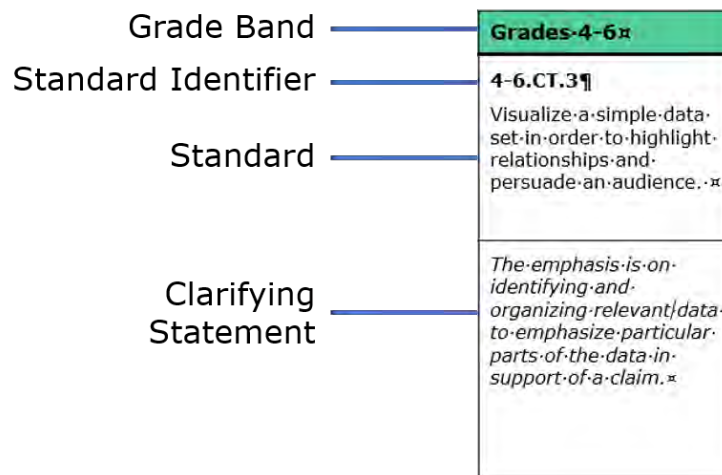 Grade Band
Grades·4-6¤
Standard Identifier
4-6.CT.3¶
Standard
Visualize·a·simple·data·
set·in·order·to·highlight·
relationships·and·
persuade·an·audience.·¤
Clarifying
Statement
The·emphasis·is·on·
identifying·and·
organizing·relevant·data·
to·emphasize·particular·
parts·of·the·data·in·
support·of·a·claim.¤